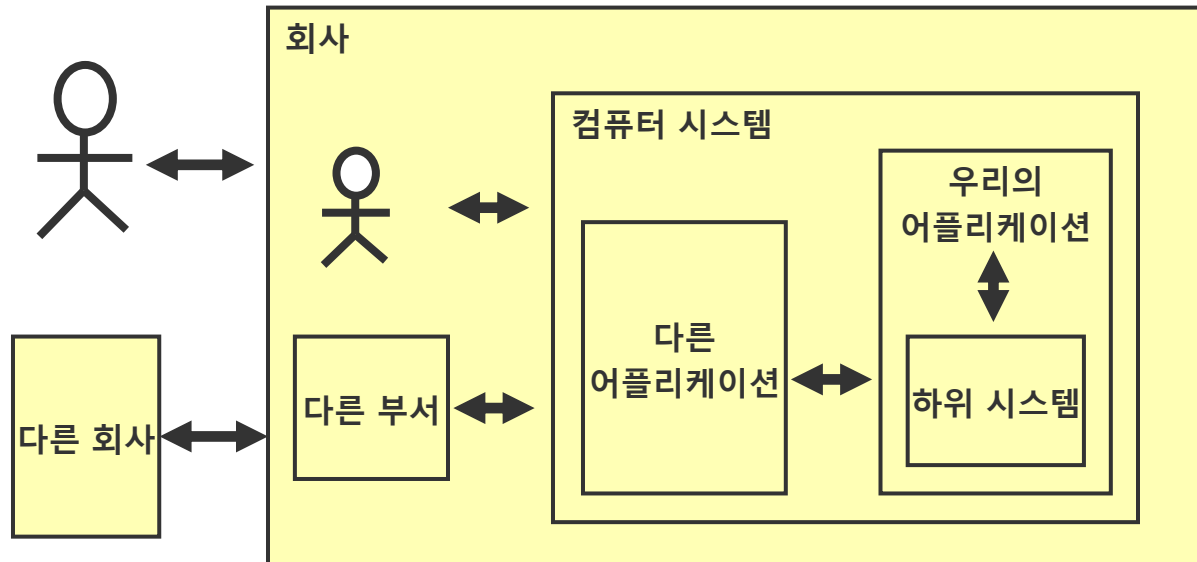 회사
컴퓨터 시스템
우리의
어플리케이션
다른
어플리케이션
하위 시스템
다른 부서
다른 회사